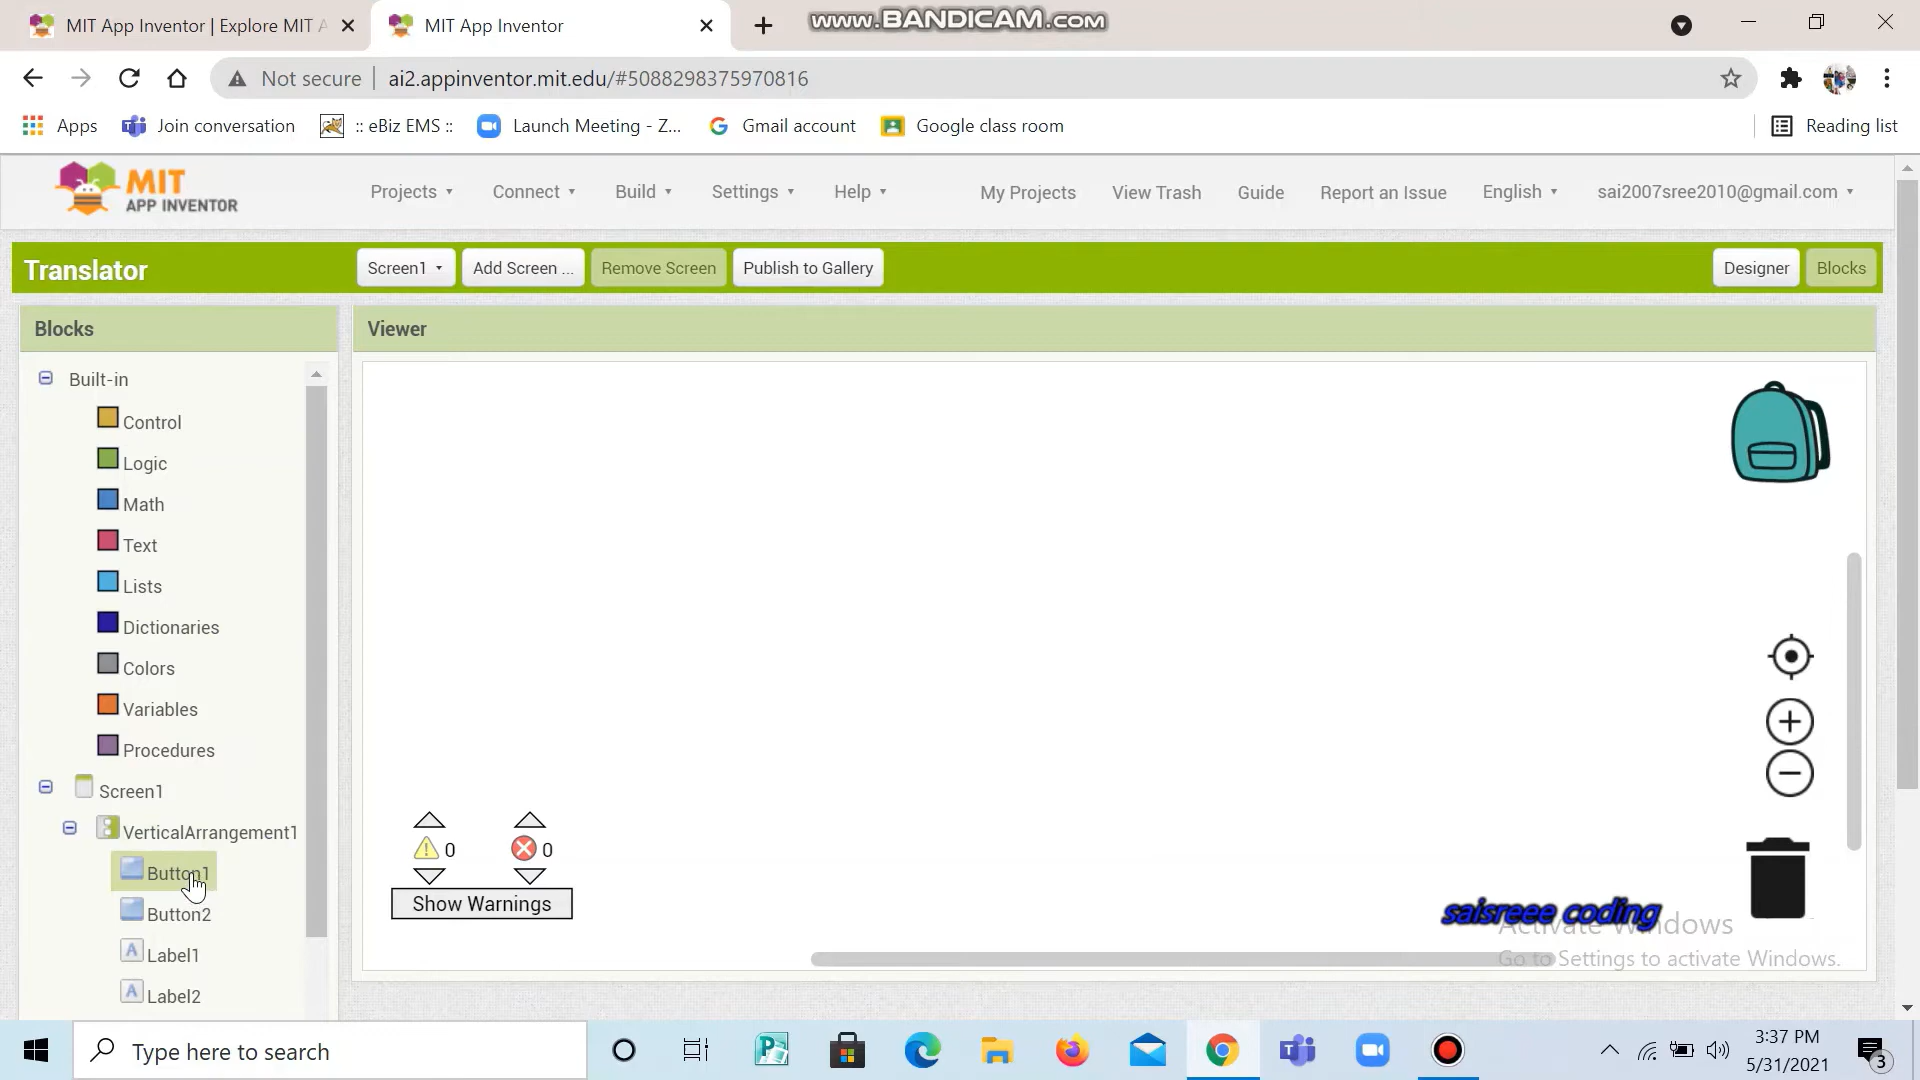 MIT App Inventor | Explore MIT A
MIT App Inventor
www.BANDICAM.com
Not secure
ai2.appinventor.mit.edu/#5088298375970816
Apps
Join conversation
:: eBiz EMS ::
Launch Meeting - Z...
Gmail account
Google class room
Reading list
MIT
APP INVENTOR
Projects
Connect
Build
Settings
Help
My Projects
View Trash
Guide
Report an Issue
English
sai2007sree2010@gmail.com
Translator
Screen1
Add Screen ...
Remove Screen
Publish to Gallery
Designer
Blocks
Blocks
Viewer
Built-in
Control
Logic
Math
Text
Lists
Dictionaries
Colors
Variables
Procedures
Screen1
VerticalArrangement1
Button1
Button2
Label1
Label2
0
0
Show Warnings
saisreee coding
Activate Windows
Go to Settings to activate Windows.
Type here to search
3:37 PM
5/31/2021
3